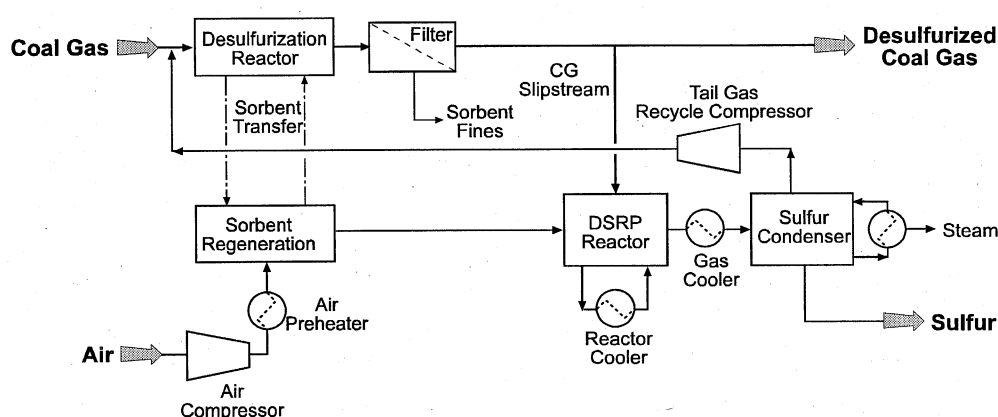 Coal Gas
Desulfurization
Reactor
Filter
Desulfurized
Coal Gas
CG
Slipstream
Sorbent
Transfer
Sorbent
Fines
Tail Gas
Recycle Compressor
Sorbent
Regeneration
DSRP
Reactor
Gas
Cooler
Sulfur
Condenser
Steam
Air
Preheater
Reactor
Cooler
Sulfur
Air
Air
Compressor